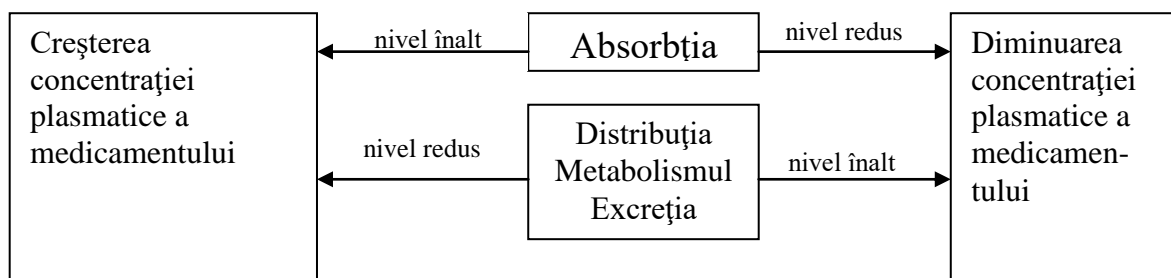 Creşterea
concentraţiei
plasmatice a
medicamentului
nivel înalt
Absorbţia
nivel redus
nivel redus
Distribuţia
Metabolismul
Excreţia
nivel înalt
Diminuarea
concentraţiei
plasmatice a
medicamen-
tului